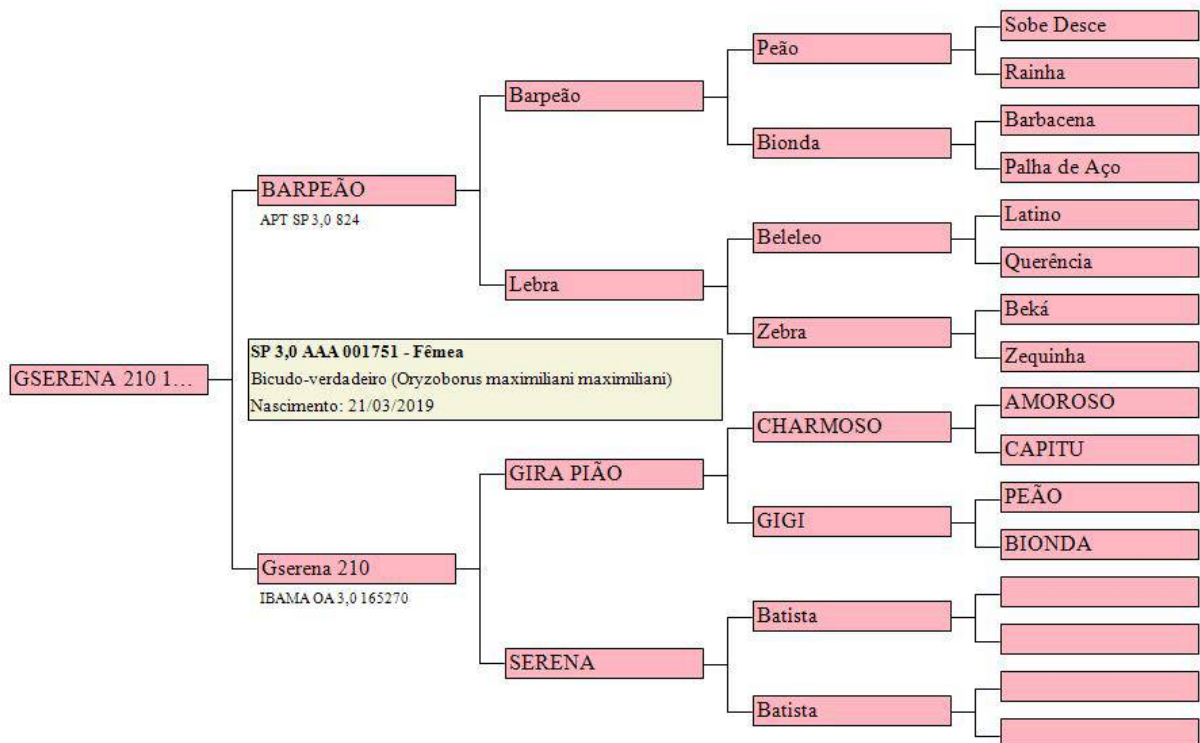 Sobe Desce
Peão
Rainha
Barpeão
Barbacena
Bionda
Palha de Aço
BARPEÃO
APT SP 3,0 824
Latino
Beleleo
Querência
Lebra
Beká
Zebra
Zequinha
SP 3,0 AAA 001751 - Fêmea
Bicudo-verdadeiro (Oryzoborus maximiliani maximiliani)
Nascimento: 21/03/2019
GSERENA 210 1...
AMOROSO
CHARMOSO
CAPITU
GIRA PIÃO
PEÃO
GIGI
BIONDA
Gserena 210
IBAMA OA 3,0 165270
Batista
SERENA
Batista